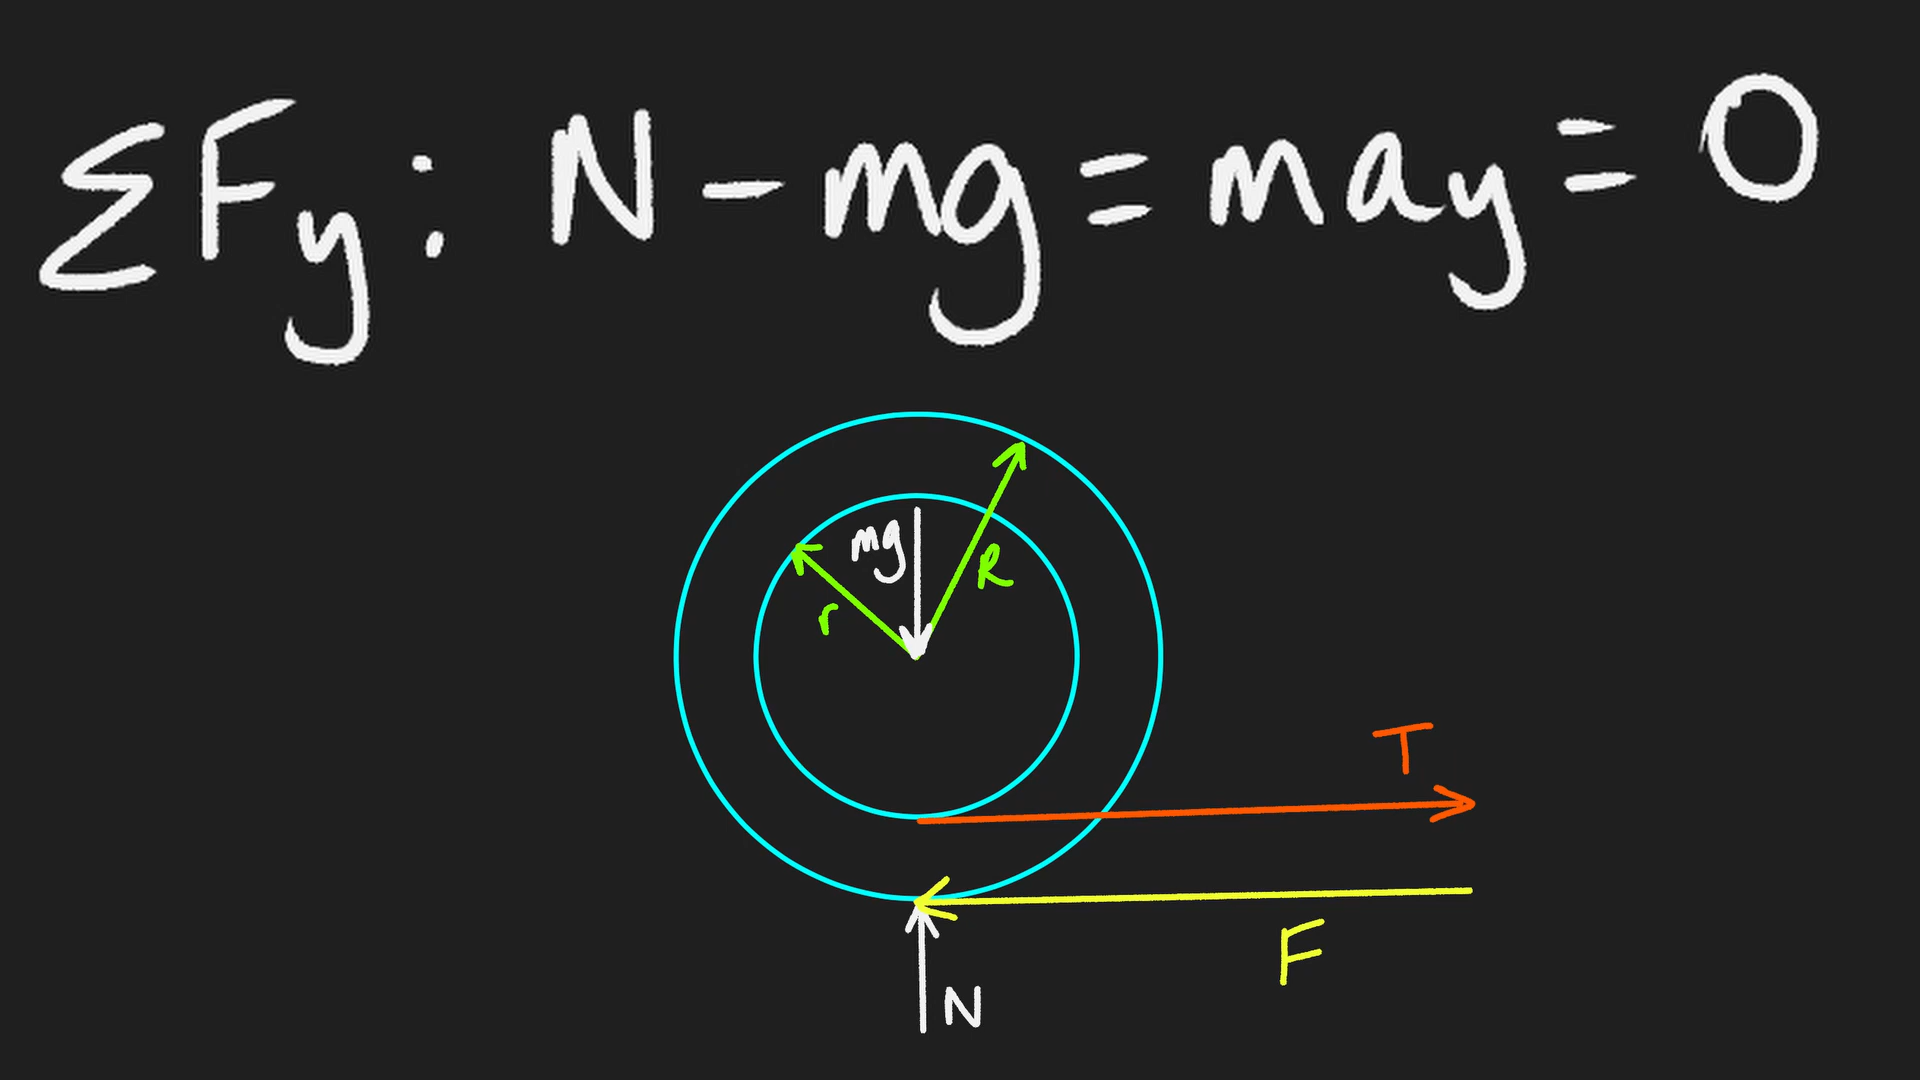 ΣFy: N - mg = may = 0
mg
R
r
T
F
N